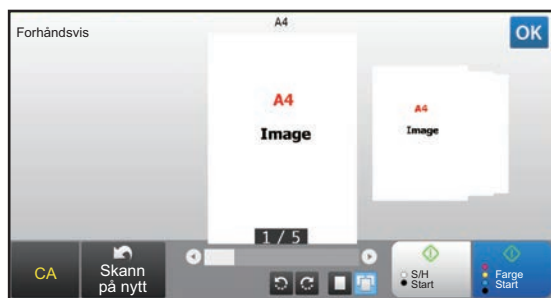 A4
Forhåndsvis
OK
A4
Image
A4
Image
1 / 5
CA
Skann
på nytt
S/H
Start
Farge
Start